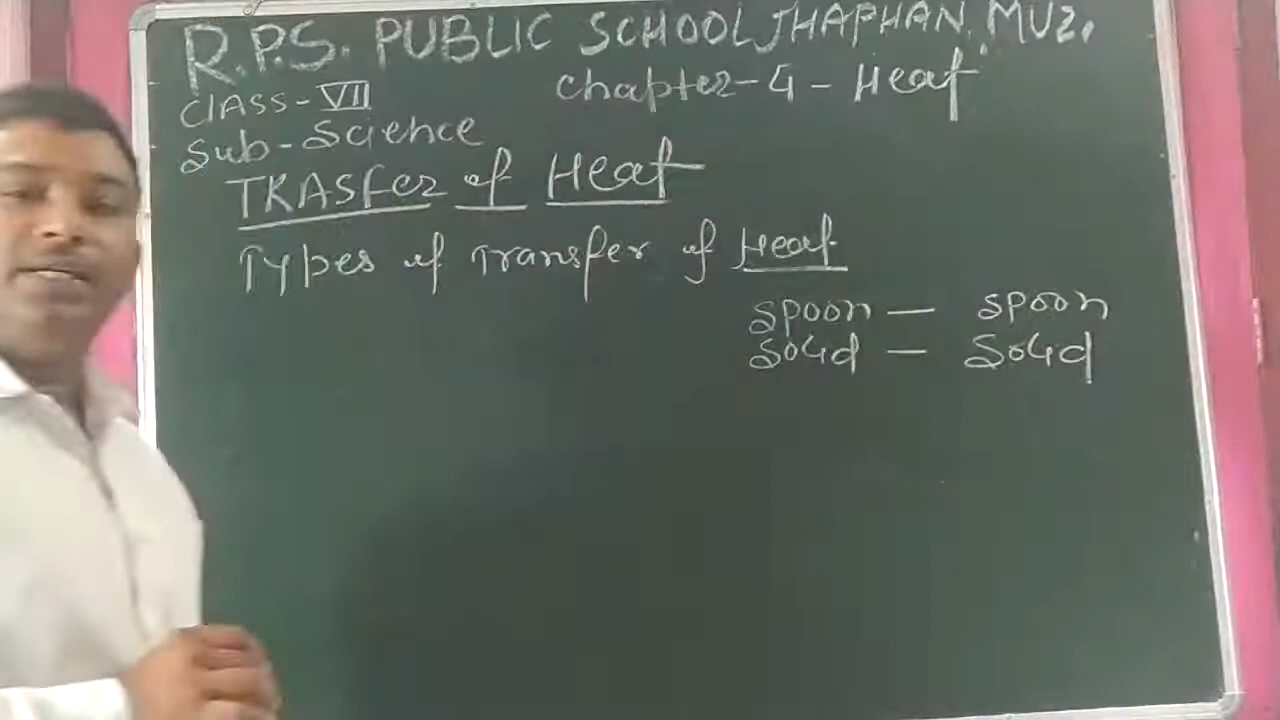 R.P.S. PUBLIC SCHOOL JHAPHAN. MUZ.
CLASS-VII
chapter-4-Heat
Sub-Science
TRASfer of Heat
Types of Transfer of Heat
spoon — spoon
Solid — Solid